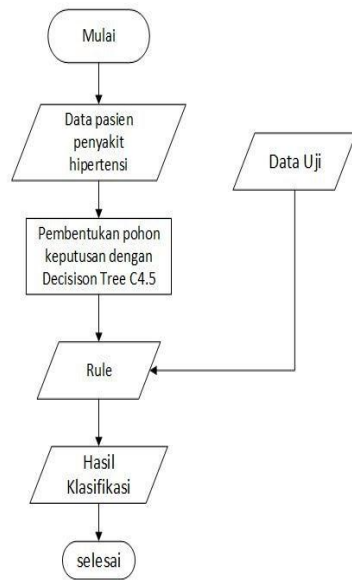 Mulai
Data pasien
penyakit
hipertensi
Data Uji
Pembentukan pohon
keputusan dengan
Decisison Tree C4.5
Rule
Hasil
Klasifikasi
selesai